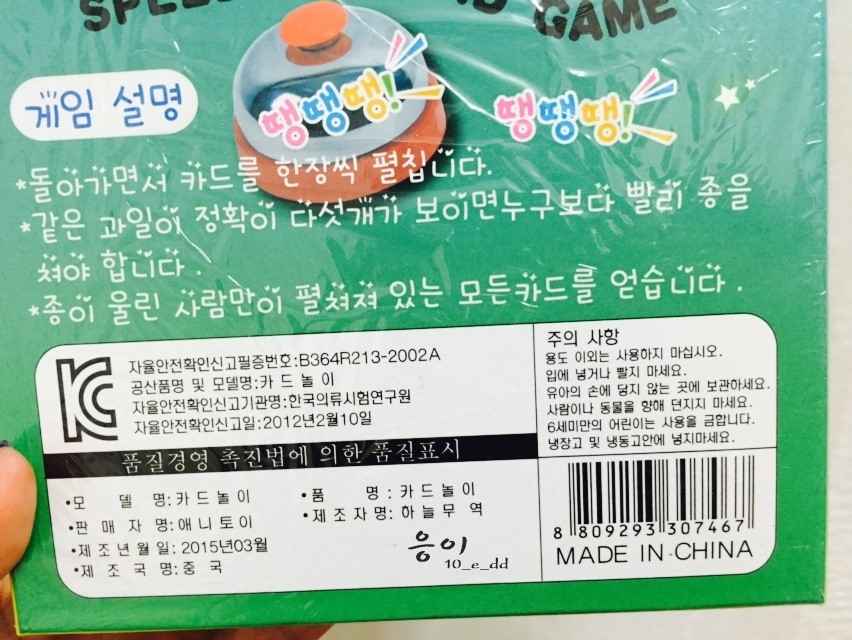 GAME
게임 설명
땡땡땡!
땡땡땡!
*돌아가면서 카드를 한장씩 펼칩니다.
*같은 과일이 정확이 다섯개가 보이면누구보다 빨리 종을
쳐야 합니다.
*종이 울린 사람만이 펼쳐져 있는 모든카드를 얻습니다.
자율안전확인신고필증번호:B364R213-2002A
공산품명 및 모델명:카드놀이
자율안전확인신고기관명:한국의류시험연구원
자율안전확인신고일:2012년2월10일
주의 사항
용도 이외는 사용하지 마십시오.
입에 넣거나 빨지 마세요.
유아의 손에 닿지 않는 곳에 보관하세요.
사람이나 동물을 향해 던지지 마세요.
6세미만의 어린이는 사용을 금합니다.
냉장고 및 냉동고안에 넣지마세요.
품질경영 촉진법에 의한 품질표시
•모 델 명:카드놀이
•품 명:카드놀이
•판매자명:애니토이
•제조자명:하늘무역
•제조년월일:2015년03월
•제조국명:중국
응이
10_e_dd
8 809293 307467
MADE IN CHINA